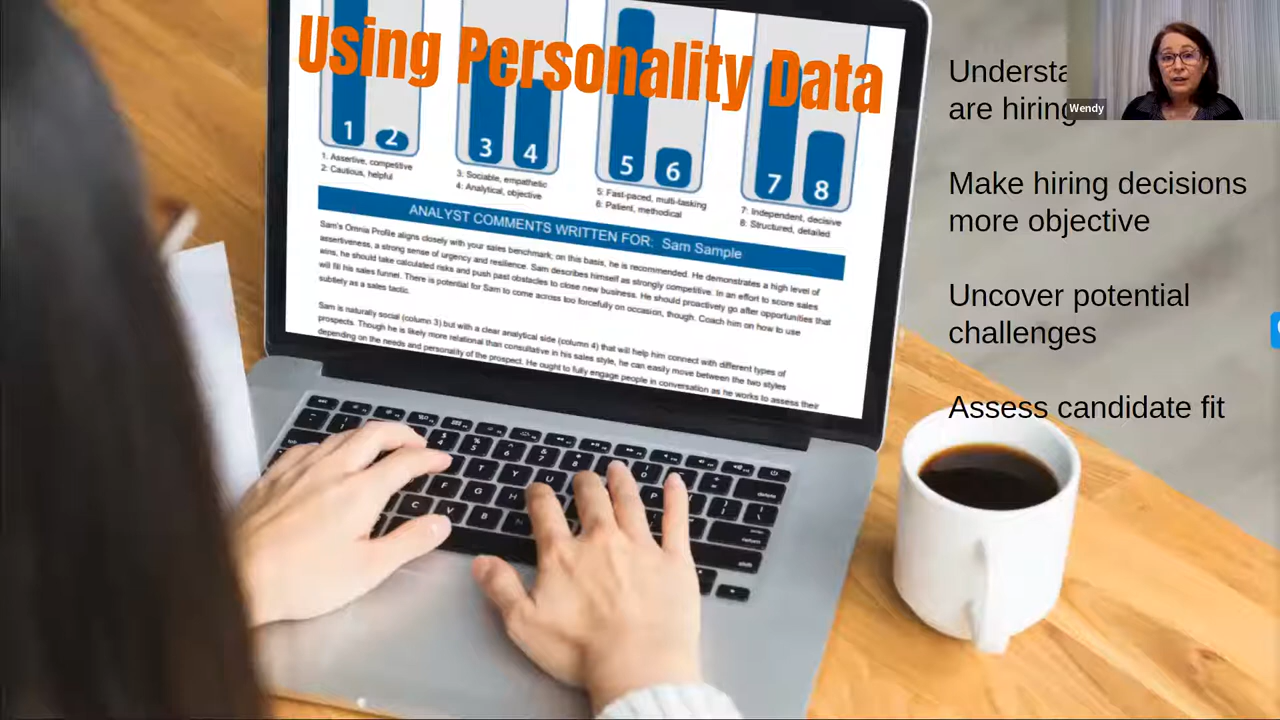 Using Personality Data
1 2 3 4 5 6 7 8
1. Assertive, competitive
2: Cautious, helpful
3: Sociable, empathetic
4: Analytical, objective
5: Fast-paced, multi-tasking
6: Patient, methodical
7: Independent, decisive
8: Structured, detailed
ANALYST COMMENTS WRITTEN FOR: Sam Sample
Sam's Omnia Profile aligns closely with your sales benchmark; on this basis, he is recommended. He demonstrates a high level of
assertiveness, a strong sense of urgency and resilience. Sam describes himself as strongly competitive. In an effort to score sales
wins, he should take calculated risks and push past obstacles to close new business. He should proactively go after opportunities that
will fill his sales funnel. There is potential for Sam to come across too forcefully on occasion, though. Coach him on how to use
subtlety as a sales tactic.
Sam is naturally social (column 3) but with a clear analytical side (column 4) that will help him connect with different types of
prospects. Though he is likely more relational than consultative in his sales style, he can easily move between the two styles
depending on the needs and personality of the prospect. He ought to fully engage people in conversation as he works to assess their
Understa
are hiring
Wendy
Make hiring decisions
more objective
Uncover potential
challenges
Assess candidate fit